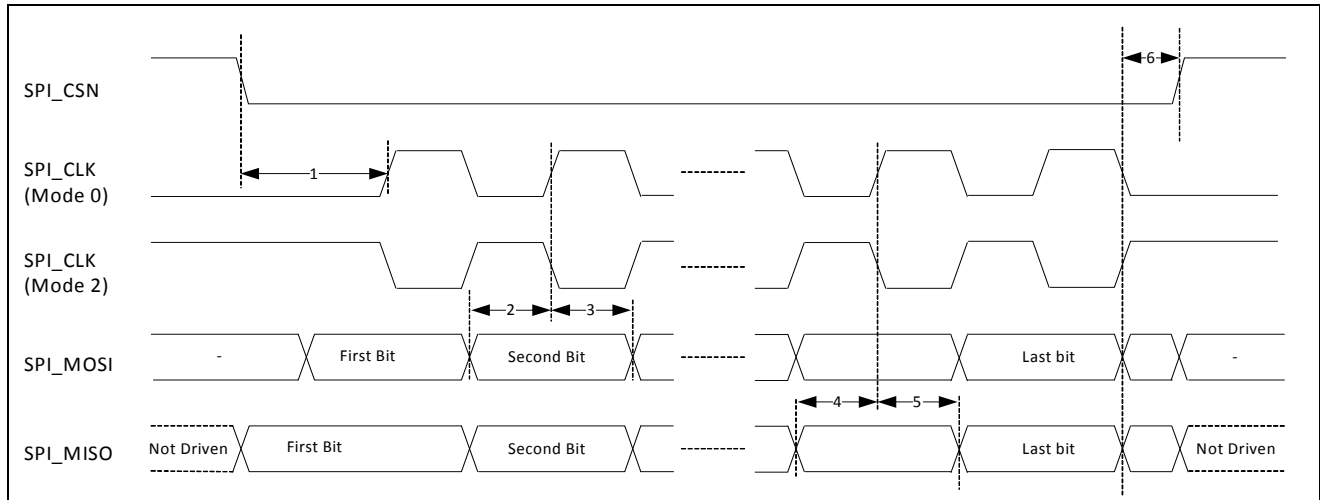 6
SPI_CSN
SPI_CLK
(Mode 0)
1
SPI_CLK
(Mode 2)
2 3
SPI_MOSI - First Bit Second Bit Last bit -
4 5
SPI_MISO Not Driven First Bit Second Bit Last bit Not Driven